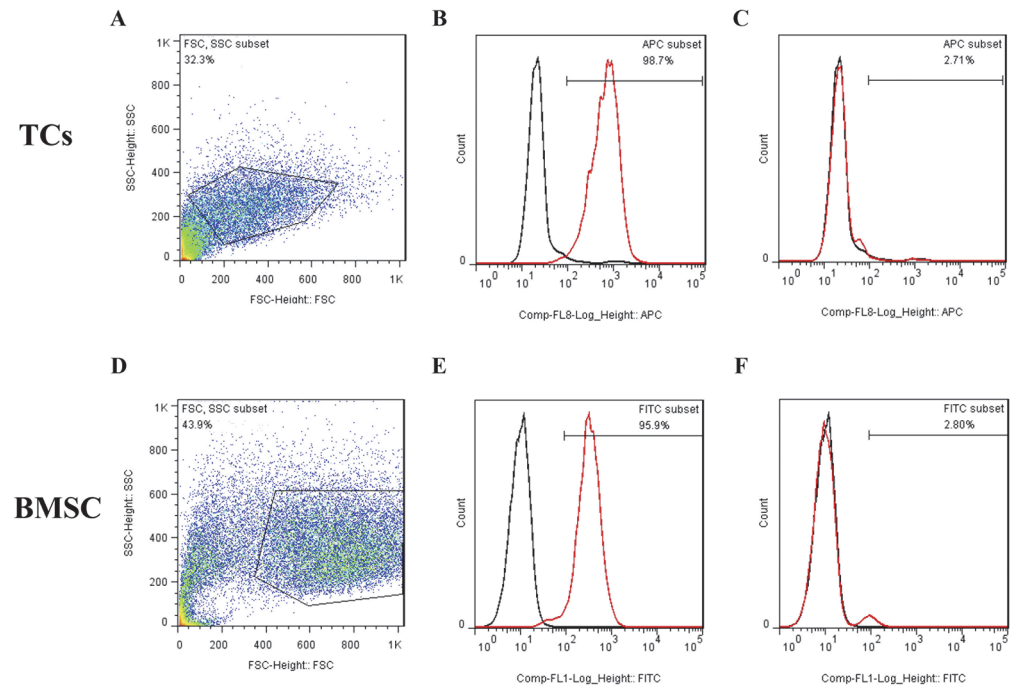 A
B
C
TCs
FSC, SSC subset
32.3%
1K
800
600
400
200
0
SSC-Height:: SSC
0 200 400 600 800 1K
FSC-Height:: FSC
APC subset
98.7%
Count
0
10^0 10^1 10^2 10^3 10^4 10^5
Comp-FL8-Log_Height:: APC
APC subset
2.71%
Count
0
10^0 10^1 10^2 10^3 10^4 10^5
Comp-FL8-Log_Height:: APC
D
E
F
BMSC
FSC, SSC subset
43.9%
1K
800
600
400
200
0
SSC-Height:: SSC
0 200 400 600 800 1K
FSC-Height:: FSC
FITC subset
95.9%
Count
0
10^0 10^1 10^2 10^3 10^4 10^5
Comp-FL1-Log_Height:: FITC
FITC subset
2.80%
Count
0
10^0 10^1 10^2 10^3 10^4 10^5
Comp-FL1-Log_Height:: FITC